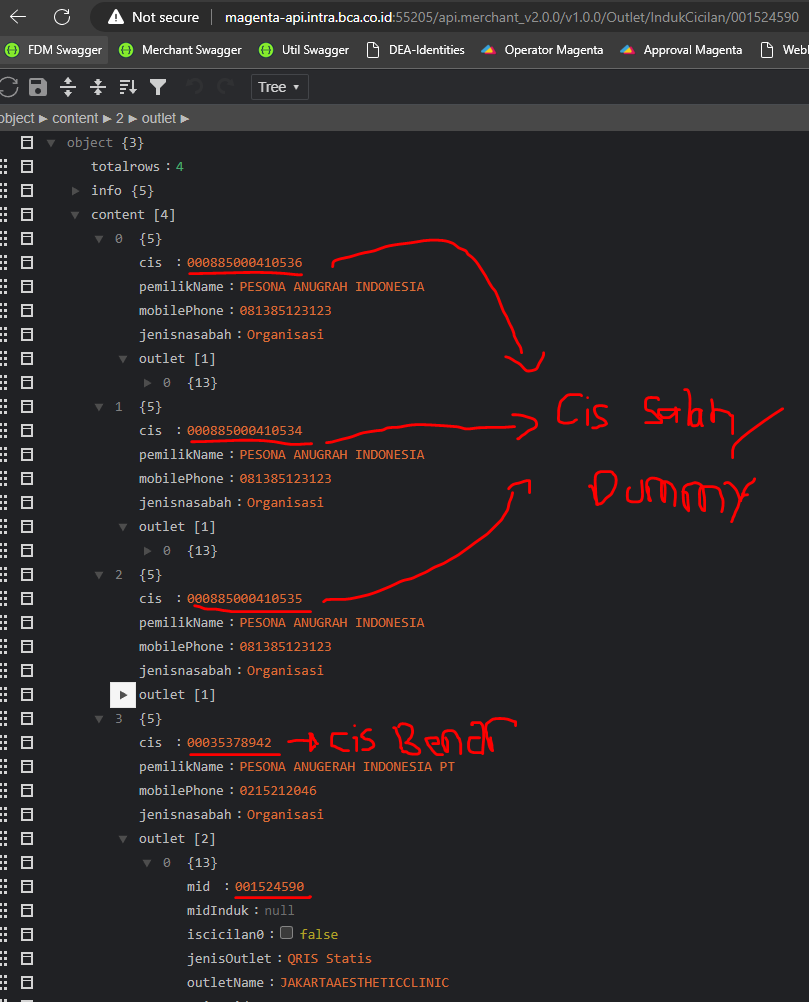 Not secure magenta-api.intra.bca.co.id:55205/api.merchant_v2.0.0/v1.0.0/Outlet/IndukCicilan/001524590
FDM Swagger Merchant Swagger Util Swagger DEA-Identities Operator Magenta Approval Magenta
Tree
object ▶ content ▶ 2 ▶ outlet ▶
object {3}
totalrows : 4
info {5}
content [4]
0 {5}
cis : 000885000410536
pemilikName : PESONA ANUGRAH INDONESIA
mobilePhone : 081385123123
jenisnasabah : Organisasi
outlet [1]
0 {13}
1 {5}
cis : 000885000410534
Cis Salah
pemilikName : PESONA ANUGRAH INDONESIA
mobilePhone : 081385123123
Dummy
jenisnasabah : Organisasi
outlet [1]
0 {13}
2 {5}
cis : 000885000410535
pemilikName : PESONA ANUGRAH INDONESIA
mobilePhone : 081385123123
jenisnasabah : Organisasi
outlet [1]
3 {5}
cis : 00035378942 → cis
pemilikName : PESONA ANUGERAH INDONESIA PT
mobilePhone : 0215212046
jenisnasabah : Organisasi
outlet [2]
0 {13}
mid : 001524590
midInduk : null
iscicilan0 : false
jenisOutlet : QRIS Statis
outletName : JAKARTAAESTHETICCLINIC